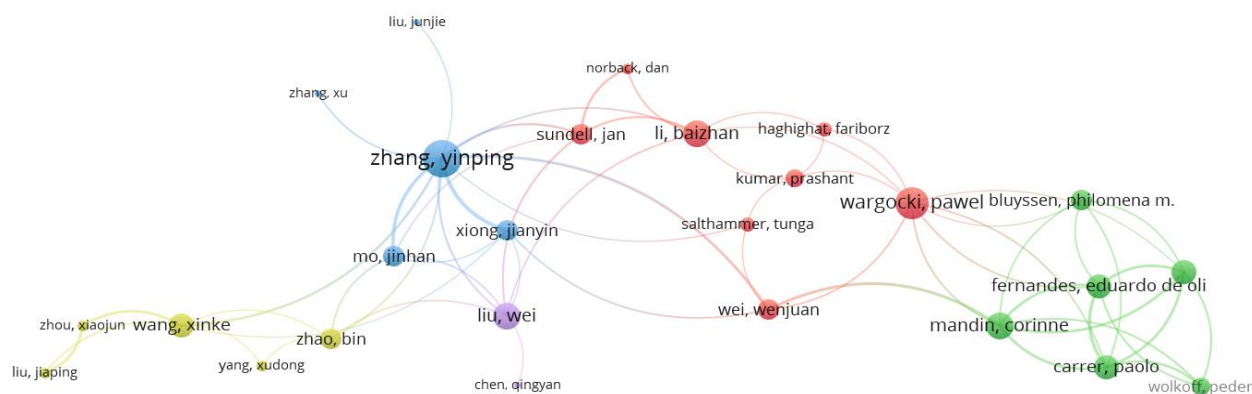 liu, junjie
norback, dan
zhang, xu
sundell, jan
li, baizhan
haghighat, fariborz
zhang, yinping
kumar, prashant
wargocki, pawel
bluyssen, philomena m.
salthammer, tunga
xiong, jianyin
mo, jinhan
fernandes, eduardo de oli
wei, wenjuan
liu, wei
zhou, xiaojun
wang, xinke
mandin, corinne
zhao, bin
yang, xudong
carrer, paolo
liu, jiaping
chen, qingyan
wolkoff, peder